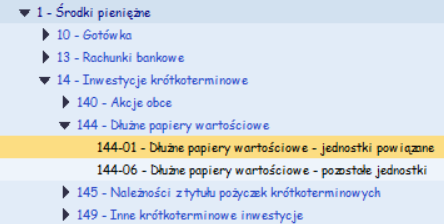 1 - Środki pieniężne
10 - Gotówka
13 - Rachunki bankowe
14 - Inwestycje krótkoterminowe
140 - Akcje obce
144 - Dłużne papiery wartościowe
144-01 - Dłużne papiery wartościowe - jednostki powiązane
144-06 - Dłużne papiery wartościowe - pozostałe jednostki
145 - Należności z tytułu pożyczek krótkoterminowych
149 - Inne krótkoterminowe inwestycje